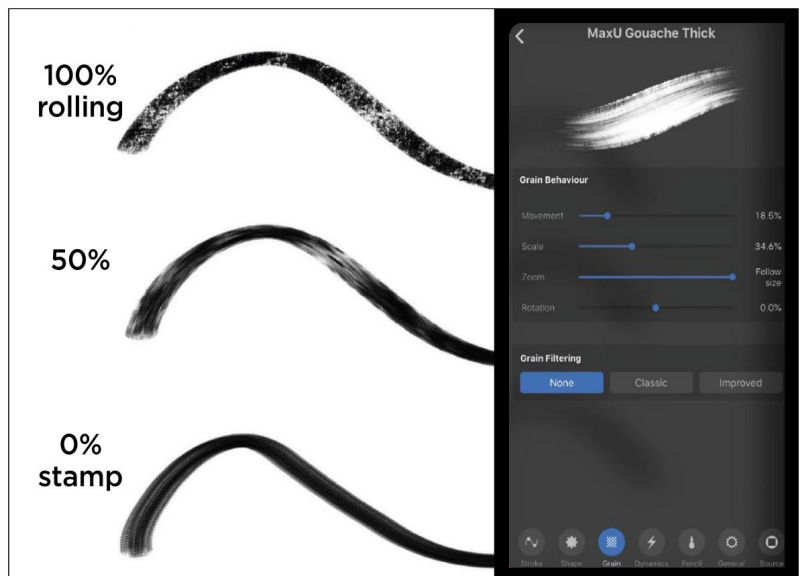 100%
rolling
50%
0%
stamp
MaxU Gouache Thick
Grain Behaviour
Movement 18.5%
Scale 34.6%
Zoom Follow
size
Rotation 0.0%
Grain Filtering
None Classic Improved
Stroke Shape Grain Dynamics Pencil General Source